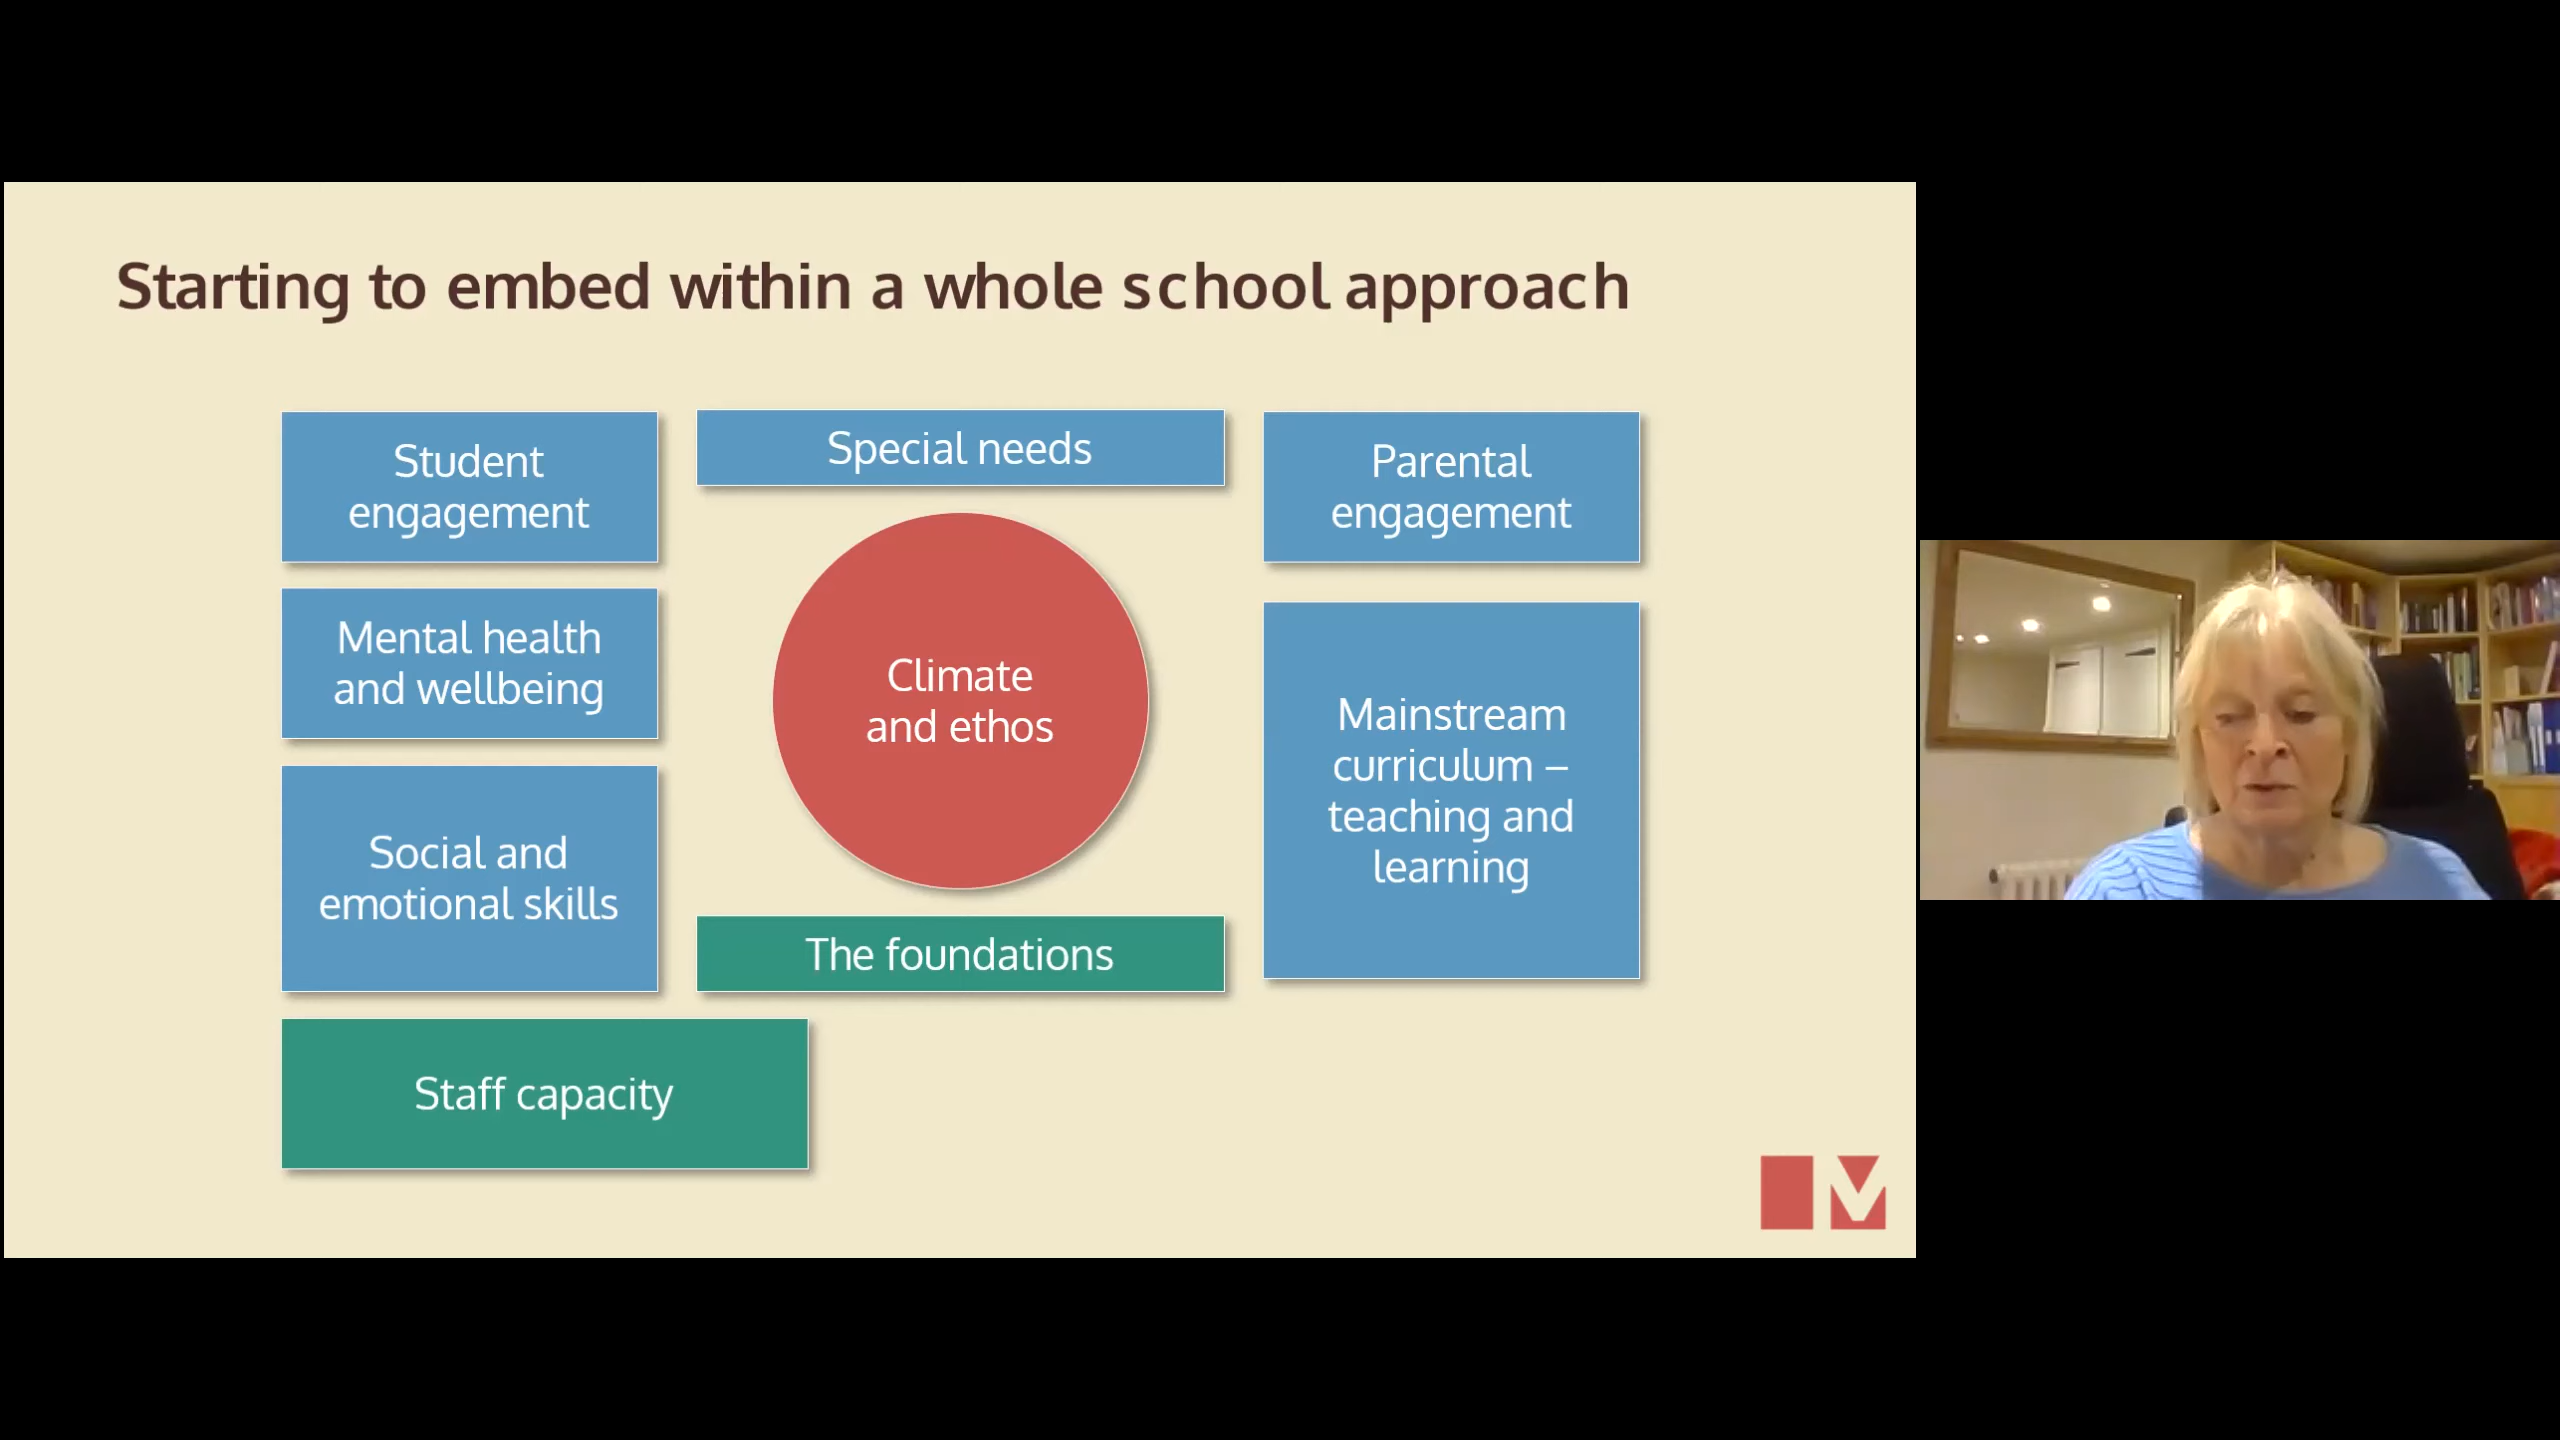 Starting to embed within a whole school approach
Student
engagement
Special needs
Parental
engagement
Mental health
and wellbeing
Climate
and ethos
Mainstream
curriculum –
teaching and
learning
Social and
emotional skills
The foundations
Staff capacity